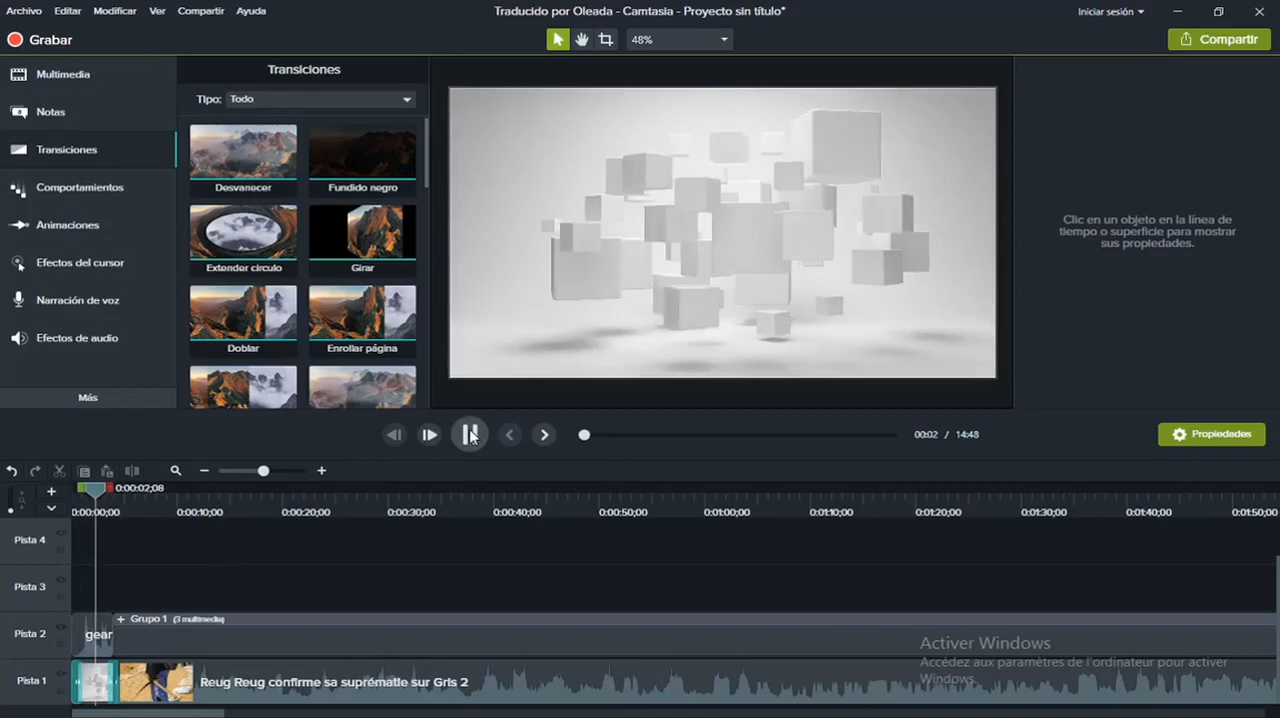 Archivo Editar Modificar Ver Compartir Ayuda
Traducido por Oleada - Camtasia - Proyecto sin título*
Iniciar sesión
Grabar
48%
Compartir
Multimedia
Notas
Transiciones
Comportamientos
Animaciones
Efectos del cursor
Narración de voz
Efectos de audio
Más
Transiciones
Tipo: Todo
Desvanecer
Fundido negro
Extender circulo
Girar
Doblar
Enrollar página
Clic en un objeto en la línea de
tiempo o superficie para mostrar
sus propiedades.
00:02 / 14:48
Propiedades
0:00:02;08
0:00:00;00 0:00:10;00 0:00:20;00 0:00:30;00 0:00:40;00 0:00:50;00 0:01:00;00 0:01:10;00 0:01:20;00 0:01:30;00 0:01:40;00 0:01:50;00
Pista 4
Pista 3
Pista 2
Grupo 1 (3 multimedia)
gear
Pista 1
Reug Reug confirme sa suprématie sur Gris 2
Activer Windows
Accédez aux paramètres de l'ordinateur pour activer
Windows.